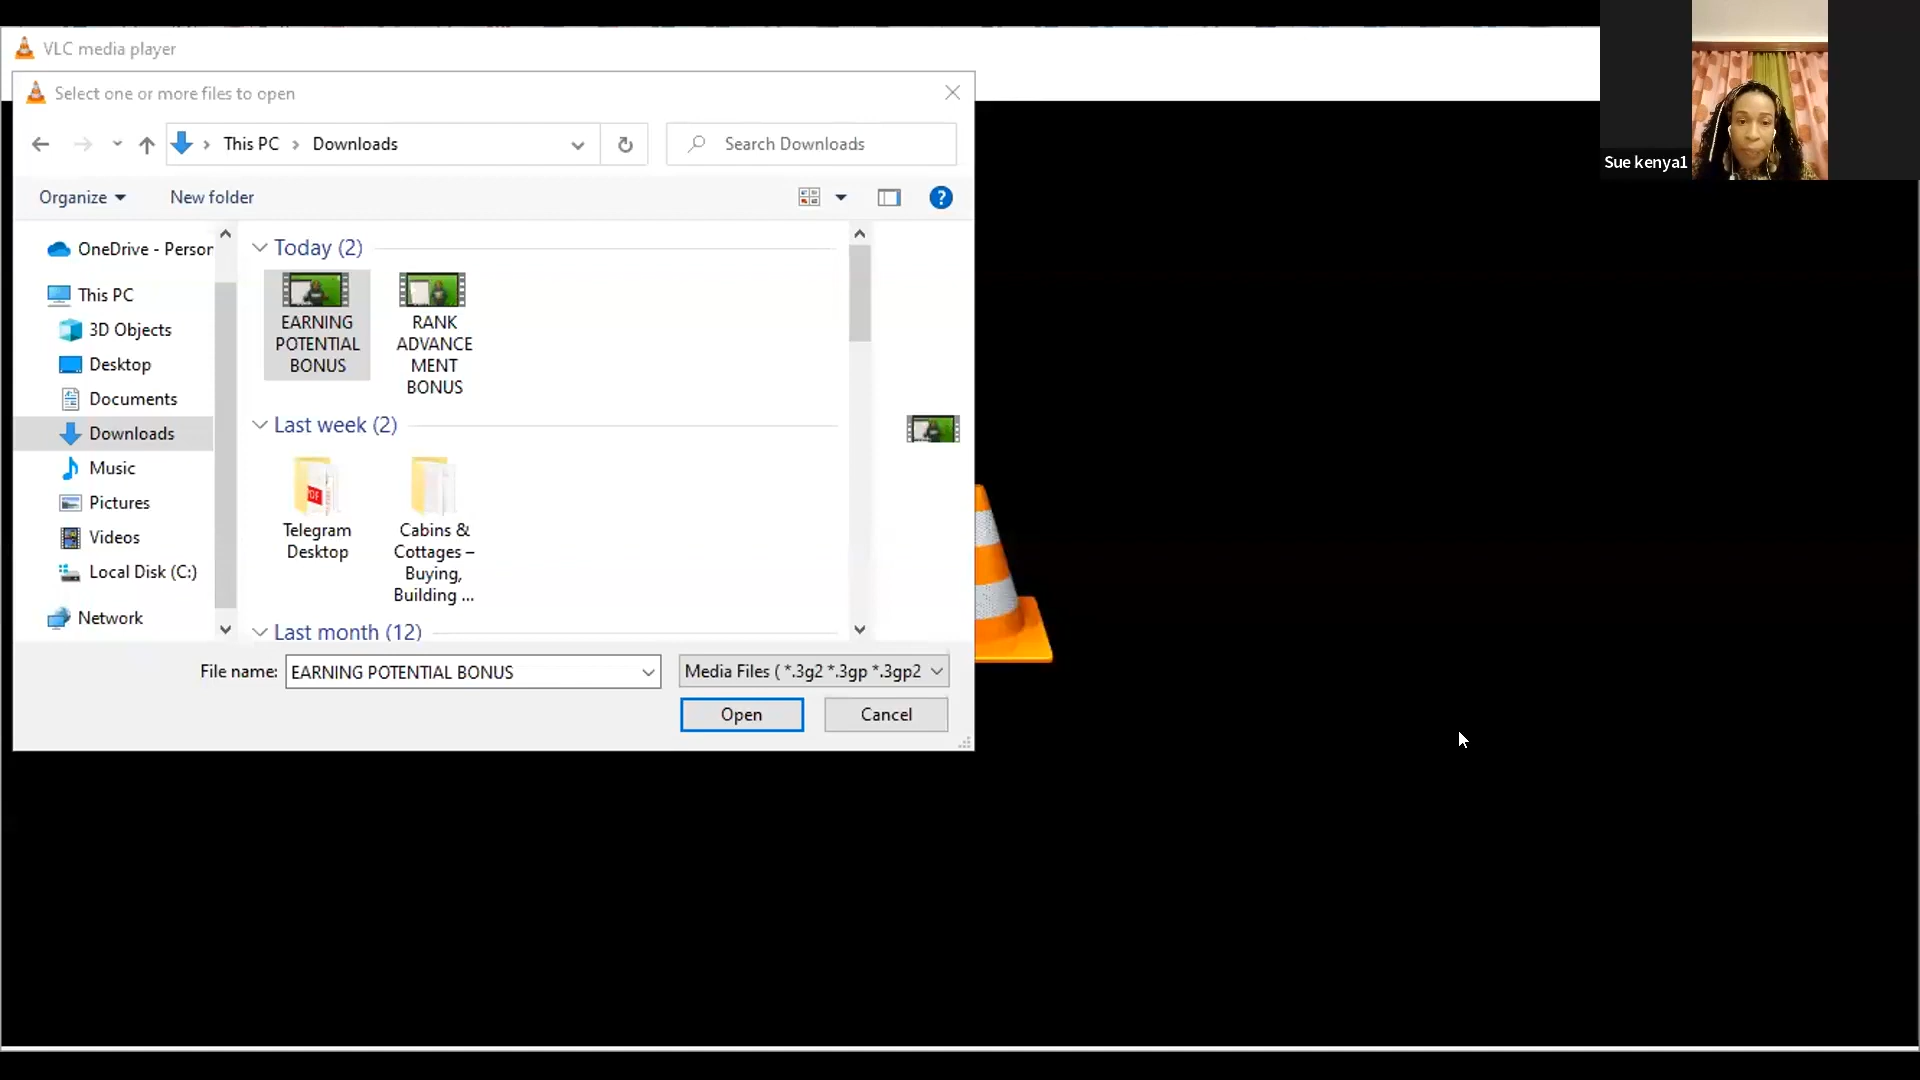 VLC media player
Select one or more files to open
This PC
Downloads
Search Downloads
Organize
New folder
OneDrive - Person
This PC
3D Objects
Desktop
Documents
Downloads
Music
Pictures
Videos
Local Disk (C:)
Network
Today (2)
EARNING
POTENTIAL
BONUS
RANK
ADVANCE
MENT
BONUS
Last week (2)
PDF
Telegram
Desktop
Cabins &
Cottages –
Buying,
Building ...
Last month (12)
File name:
EARNING POTENTIAL BONUS
Media Files ( *.3g2 *.3gp *.3gp2
Open
Cancel
Sue kenya1